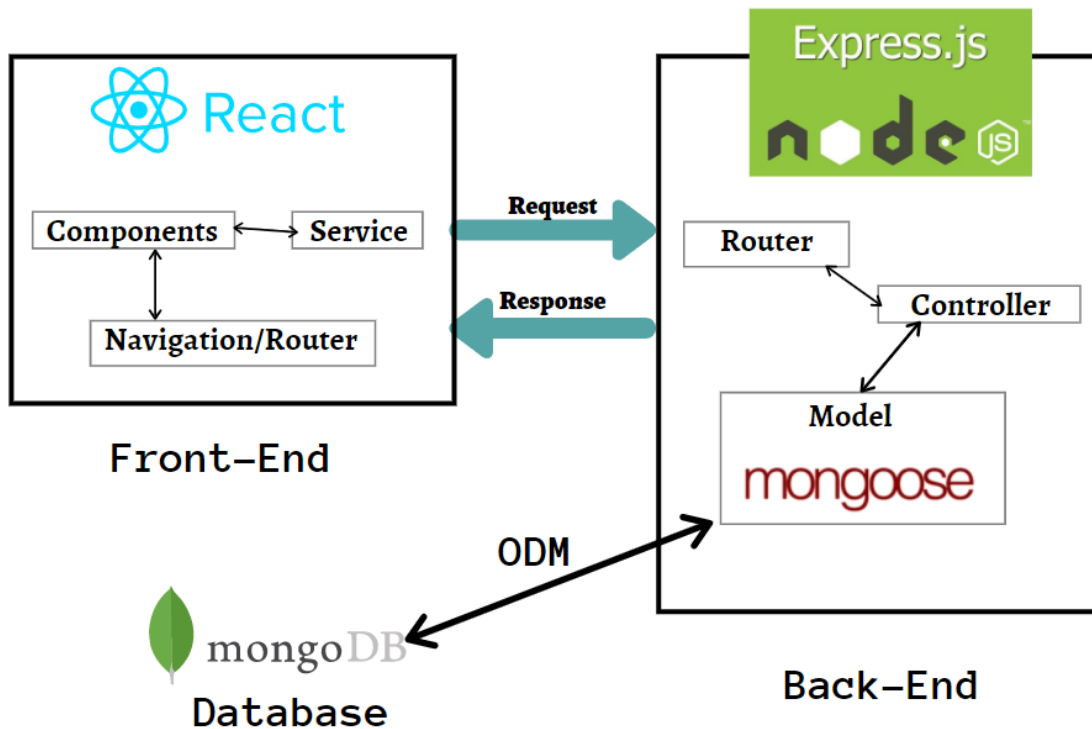 React
Components
Service
Navigation/Router
Front-End
Request
Response
Express.js
node
JS
™
Router
Controller
Model
mongoose
Back-End
ODM
mongoDB
Database